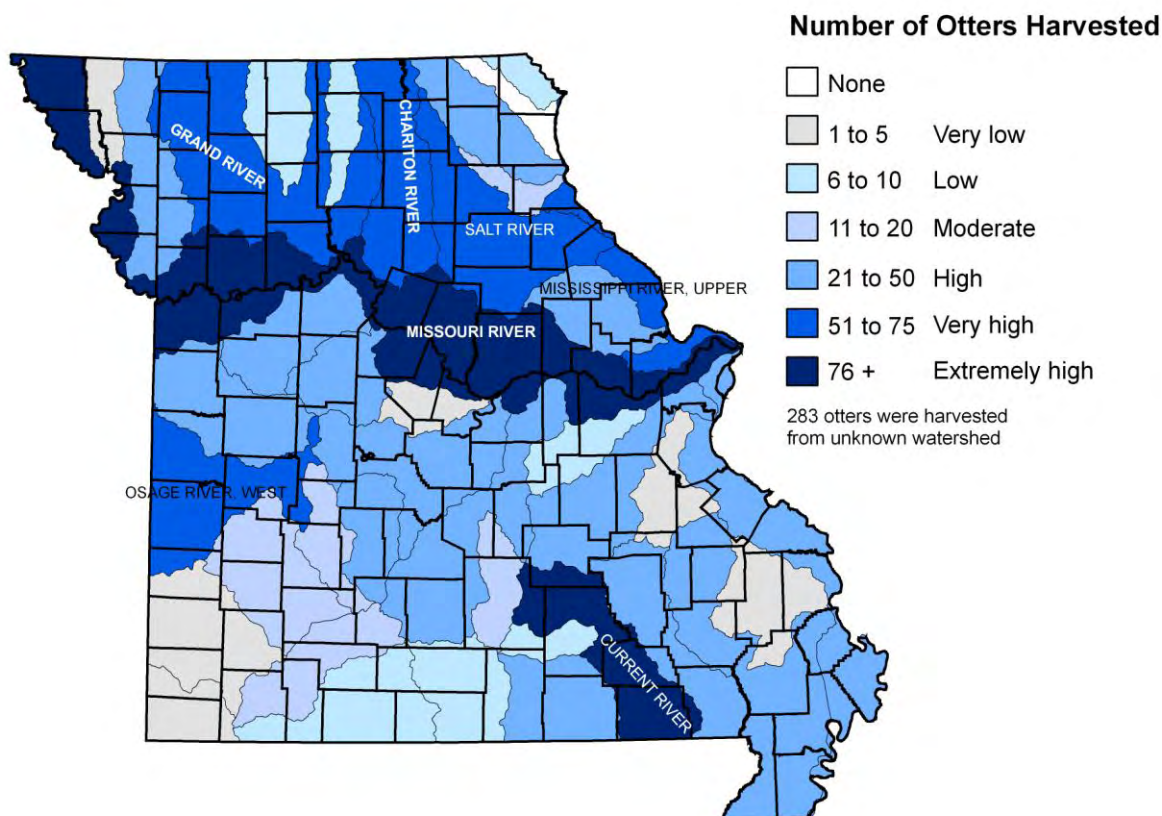 Number of Otters Harvested
None
1 to 5 Very low
6 to 10 Low
11 to 20 Moderate
21 to 50 High
51 to 75 Very high
76 + Extremely high
283 otters were harvested
from unknown watershed
GRAND RIVER
CHARITON RIVER
SALT RIVER
MISSISSIPPI RIVER, UPPER
MISSOURI RIVER
OSAGE RIVER, WEST
CURRENT RIVER